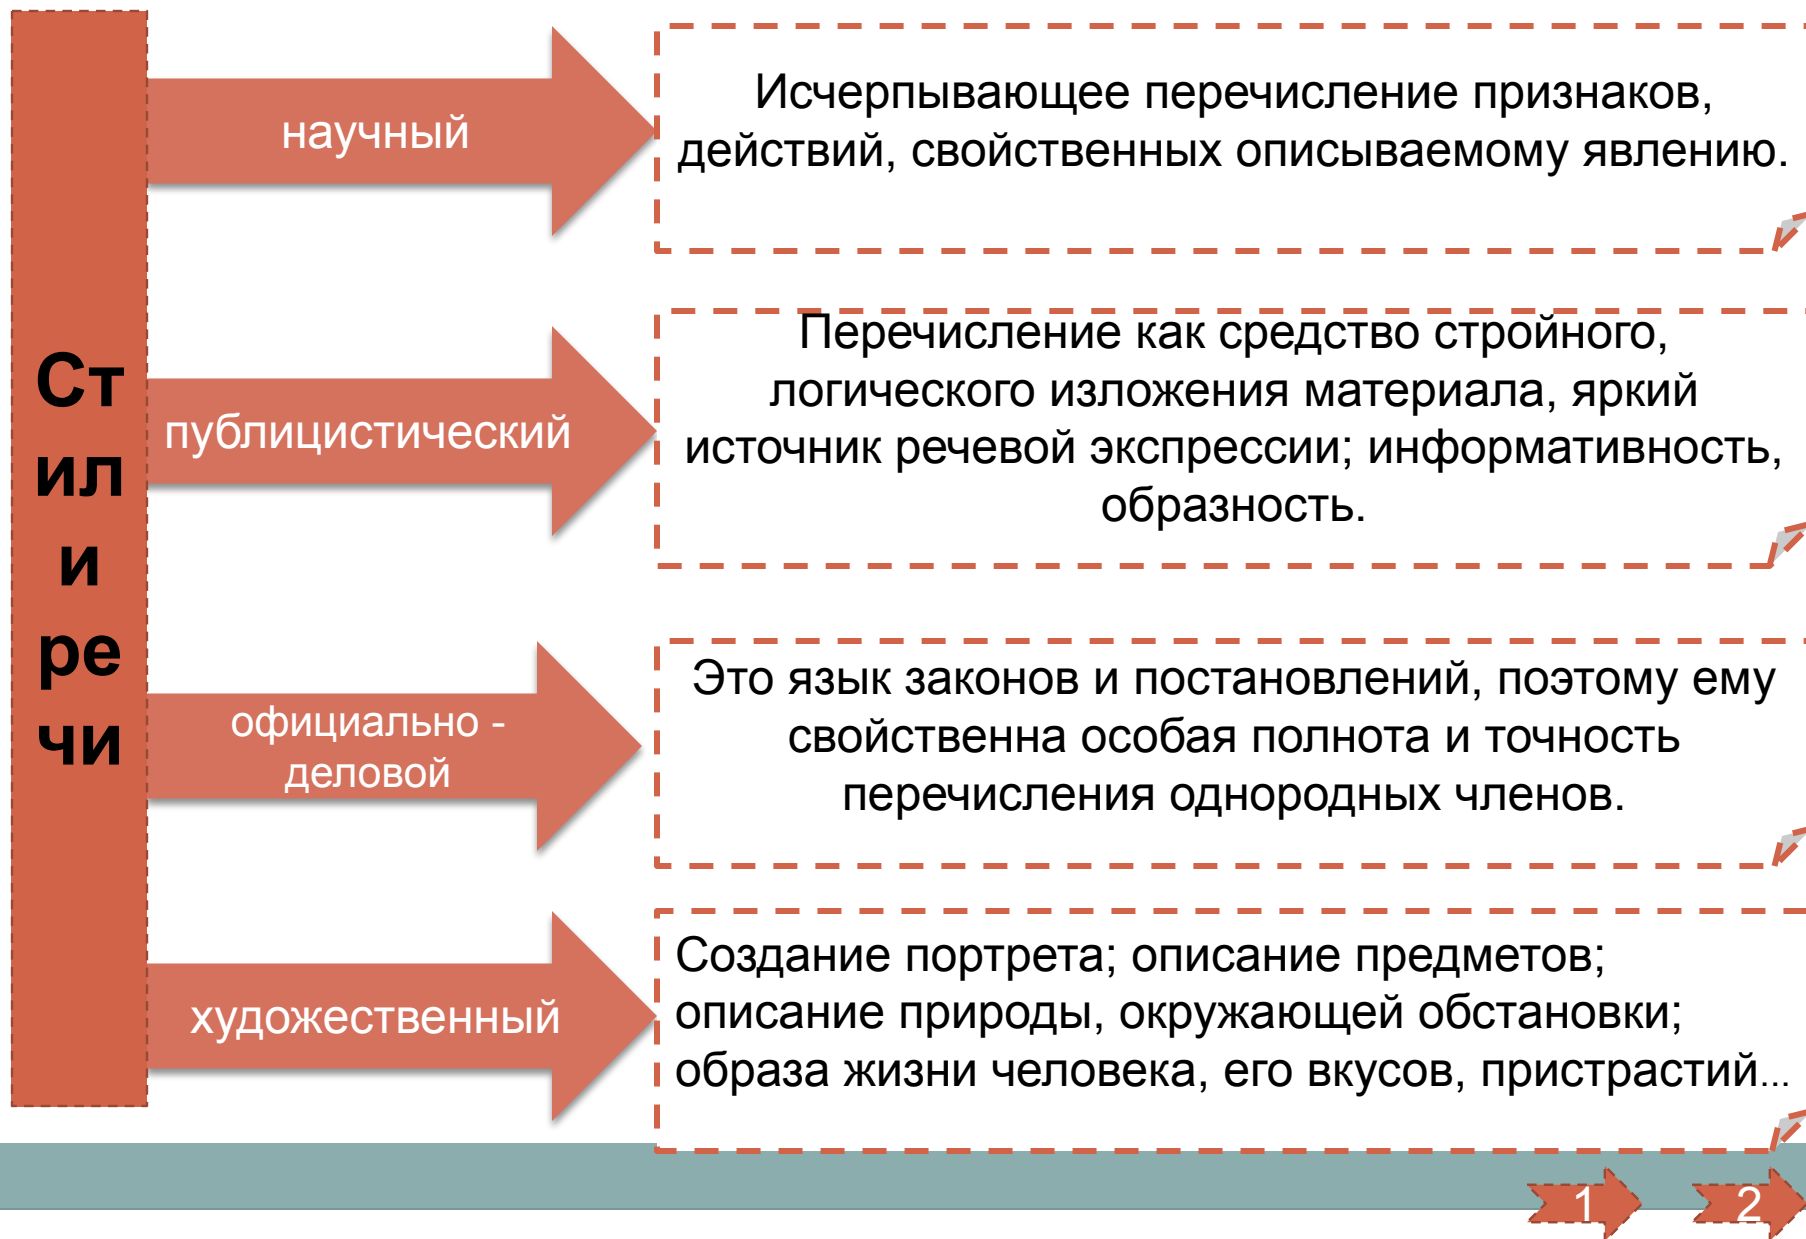 Ст
ил
и
ре
чи
научный
Исчерпывающее перечисление признаков,
действий, свойственных описываемому явлению.
публицистический
Перечисление как средство стройного,
логического изложения материала, яркий
источник речевой экспрессии; информативность,
образность.
официально -
деловой
Это язык законов и постановлений, поэтому ему
свойственна особая полнота и точность
перечисления однородных членов.
художественный
Создание портрета; описание предметов;
описание природы, окружающей обстановки;
образа жизни человека, его вкусов, пристрастий...
1
2